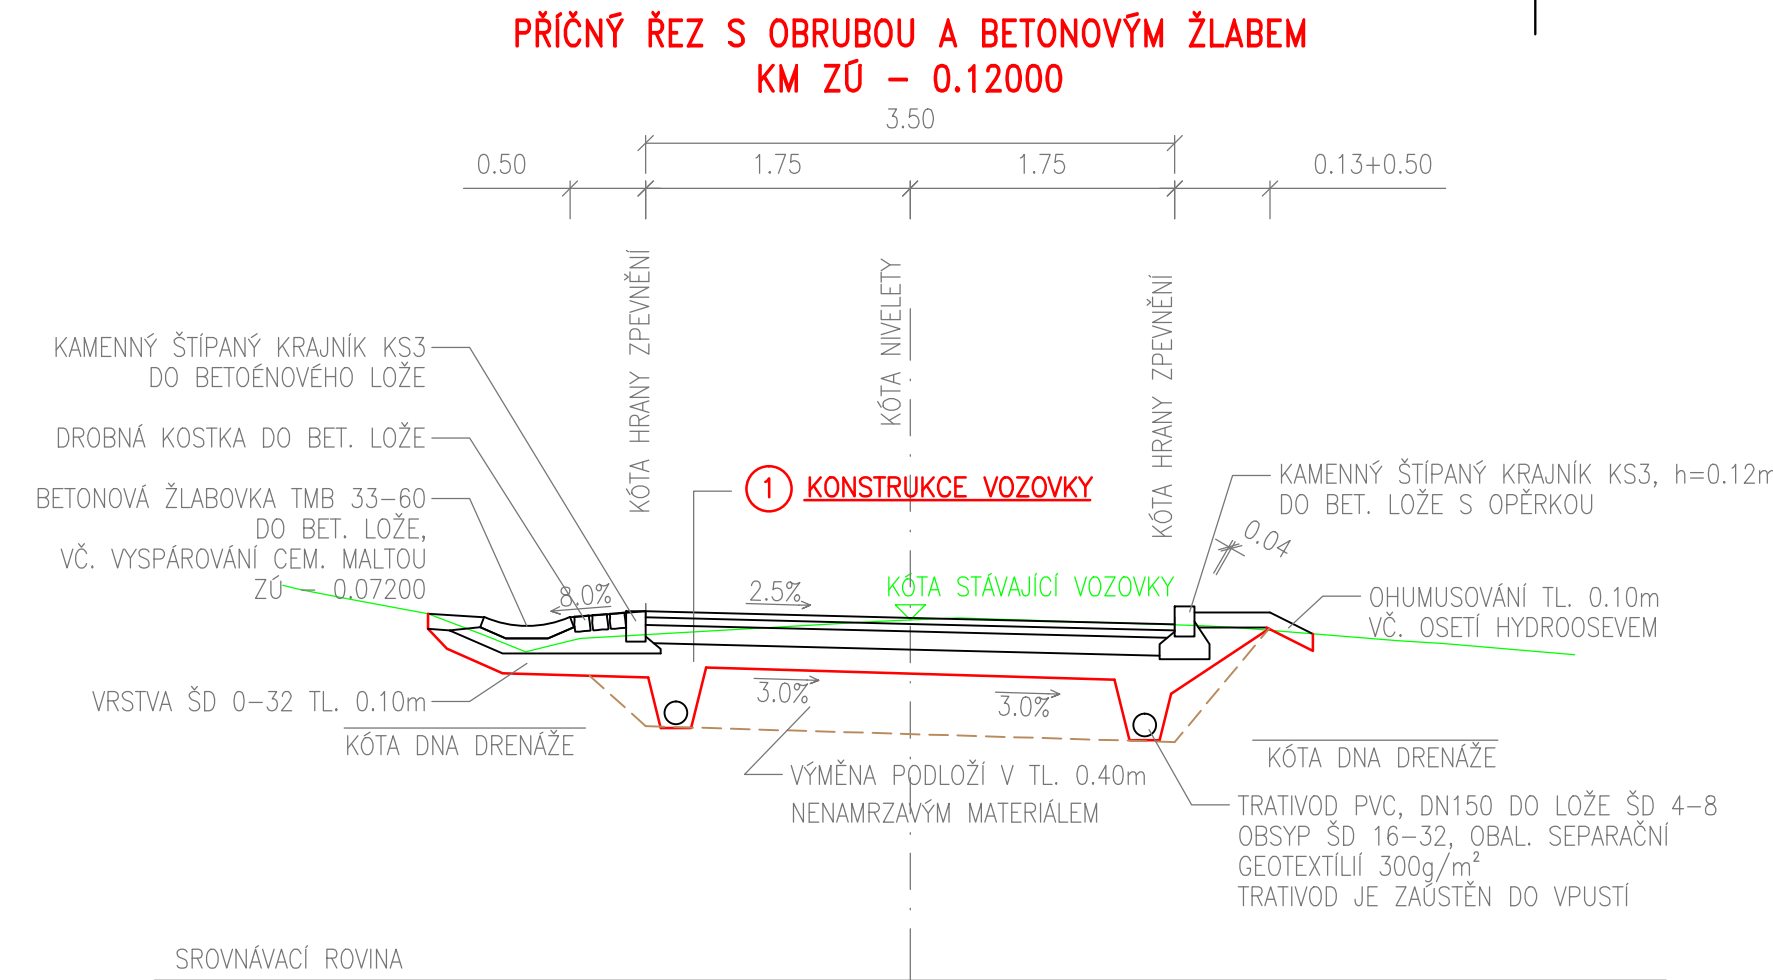 PŘÍČNÝ ŘEZ S OBRUBOU A BETONOVÝM ŽLABEM
KM ZÚ - 0.12000
3.50
0.50
1.75
1.75
0.13+0.50
KÓTA HRANY ZPEVNĚNÍ
KÓTA NIVELETY
KÓTA HRANY ZPEVNĚNÍ
KAMENNÝ ŠTÍPANÝ KRAJNÍK KS3
DO BETOÉNOVÉHO LOŽE
DROBNÁ KOSTKA DO BET. LOŽE
BETONOVÁ ŽLABOVKA TMB 33-60
DO BET. LOŽE,
VČ. VYSPÁROVÁNÍ CEM. MALTOU
ZÚ - 0.07200
1 KONSTRUKCE VOZOVKY
KAMENNÝ ŠTÍPANÝ KRAJNÍK KS3, h=0.12m
DO BET. LOŽE S OPĚRKOU
0.04
8.0%
2.5%
KÓTA STÁVAJÍCÍ VOZOVKY
OHUMUSOVÁNÍ TL. 0.10m
VČ. OSETÍ HYDROOSEVEM
VRSTVA ŠD 0-32 TL. 0.10m
3.0%
3.0%
KÓTA DNA DRENÁŽE
KÓTA DNA DRENÁŽE
VÝMĚNA PODLOŽÍ V TL. 0.40m
NENAMRZAVÝM MATERIÁLEM
TRATIVOD PVC, DN150 DO LOŽE ŠD 4-8
OBSYP ŠD 16-32, OBAL. SEPARAČNÍ
GEOTEXTÍLIÍ 300g/m²
TRATIVOD JE ZAÚSTĚN DO VPUSTÍ
SROVNÁVACÍ ROVINA